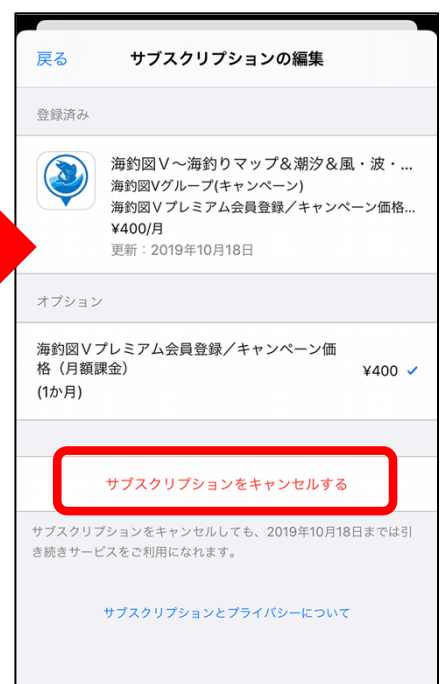 戻る サブスクリプションの編集
登録済み
海釣図V～海釣りマップ&潮汐&風・波・...
海釣図Vグループ(キャンペーン)
海釣図Vプレミアム会員登録／キャンペーン価格...
¥400/月
更新：2019年10月18日
オプション
海釣図Vプレミアム会員登録／キャンペーン価
格（月額課金） ¥400
(1か月)
サブスクリプションをキャンセルする
サブスクリプションをキャンセルしても、2019年10月18日までは引
き続きサービスをご利用になれます。
サブスクリプションとプライバシーについて